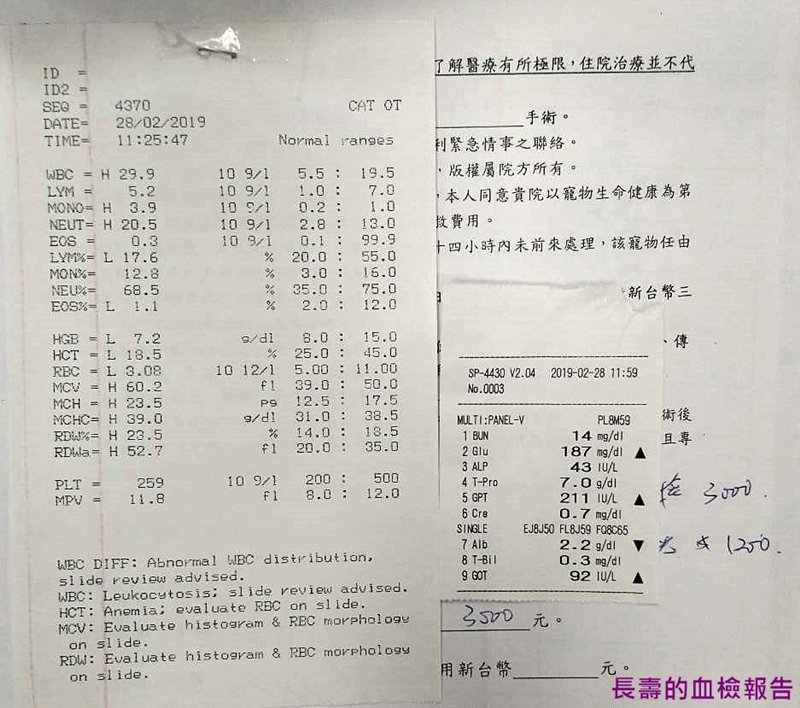 ID =
ID2 =
SEQ = 4370 CAT OT
DATE= 28/02/2019
TIME= 11:25:47 Normal ranges
WBC = H 29.9 10 9/l 5.5 : 19.5
LYM = 5.2 10 9/l 1.0 : 7.0
MONO= H 3.9 10 9/l 0.2 : 1.0
NEUT= H 20.5 10 9/l 2.8 : 13.0
EOS = 0.3 10 9/l 0.1 : 99.9
LYM%= L 17.6 % 20.0 : 55.0
MON%= 12.8 % 3.0 : 16.0
NEU%= 68.5 % 35.0 : 75.0
EOS%= L 1.1 % 2.0 : 12.0
HGB = L 7.2 g/dl 8.0 : 15.0
HCT = L 18.5 % 25.0 : 45.0
RBC = L 3.08 10 12/l 5.00 : 11.00
MCV = H 60.2 fl 39.0 : 50.0
MCH = H 23.5 pg 12.5 : 17.5
MCHC= H 39.0 g/dl 31.0 : 38.5
RDW%= H 23.5 % 14.0 : 18.5
RDWa= H 52.7 fl 20.0 : 35.0
PLT = 259 10 9/l 200 : 500
MPV = 11.8 fl 8.0 : 12.0
WBC DIFF: Abnormal WBC distribution,
slide review advised.
WBC: Leukocytosis; slide review advised.
HCT: Anemia; evaluate RBC on slide.
MCV: Evaluate histogram & RBC morphology
on slide.
RDW: Evaluate histogram & RBC morphology
on slide.
了解醫療有所極限，住院治療並不代
手術。
利緊急情事之聯絡。
，版權屬院方所有。
，本人同意貴院以寵物生命健康為第
救費用。
十四小時內未前來處理，該寵物任由
新台幣三
、傳
術後
且專
SP-4430 V2.04 2019-02-28 11:59
No.0003
MULTI:PANEL-V PL8M59
1 BUN 14 mg/dl
2 Glu 187 mg/dl ▲
3 ALP 43 IU/L
4 T-Pro 7.0 g/dl
5 GPT 211 IU/L ▲
6 Cre 0.7 mg/dl
SINGLE EJ8J50 FL8J59 FQ8C65
7 Alb 2.2 g/dl ▼
8 T-Bil 0.3 mg/dl
9 GOT 92 IU/L ▲
3000.
1200.
3500 元。
用新台幣 元。
長壽的血檢報告